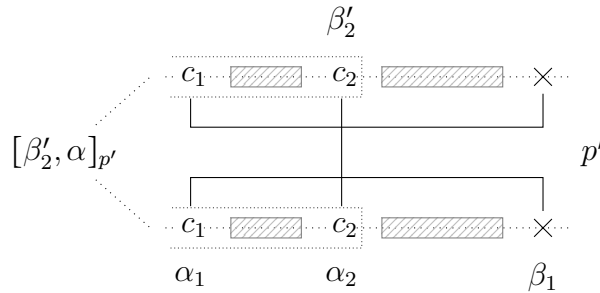 β′₂
c₁ c₂ ×
[β′₂, α]ₚ′ p′
c₁ c₂ ×
α₁ α₂ β₁